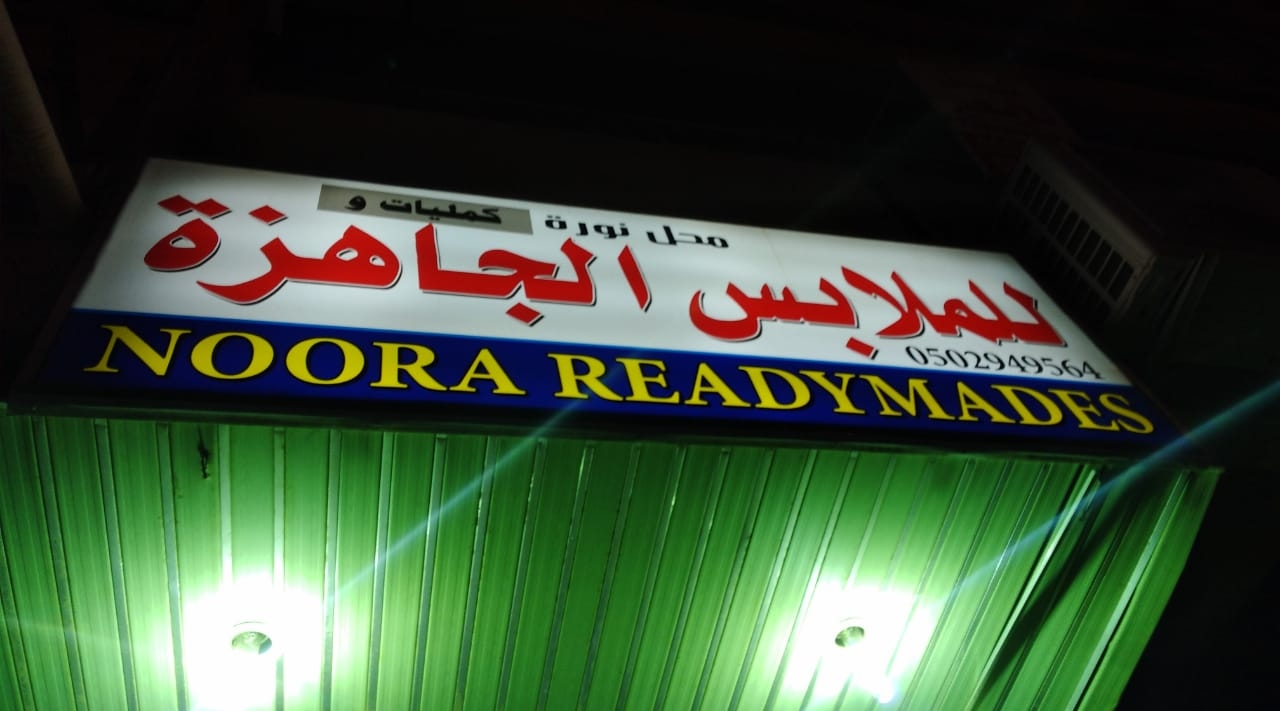 محل نورة كمليات و
للملابس الجاهزة
0502949564
NOORA READYMADES